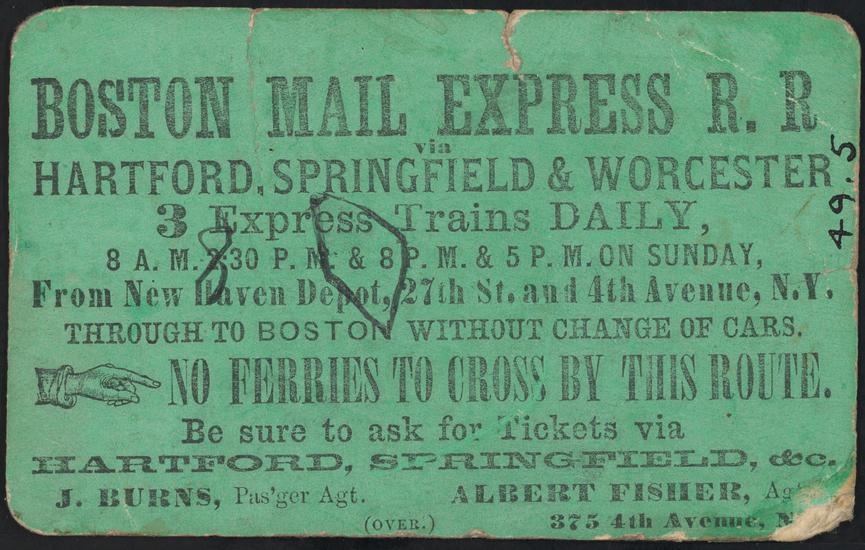 BOSTON MAIL EXPRESS R. R
via
HARTFORD, SPRINGFIELD & WORCESTER
3 Express Trains DAILY,
8 A. M. 3:30 P. M. & 8 P. M. & 5 P. M. ON SUNDAY,
From New Haven Depot, 27th St. and 4th Avenue, N.Y.
THROUGH TO BOSTON WITHOUT CHANGE OF CARS.
NO FERRIES TO CROSS BY THIS ROUTE.
Be sure to ask for Tickets via
HARTFORD, SPRINGFIELD, &c.
J. BURNS, Pas'ger Agt. ALBERT FISHER, Agt
(OVER.) 375 4th Avenue, N
49.5
8